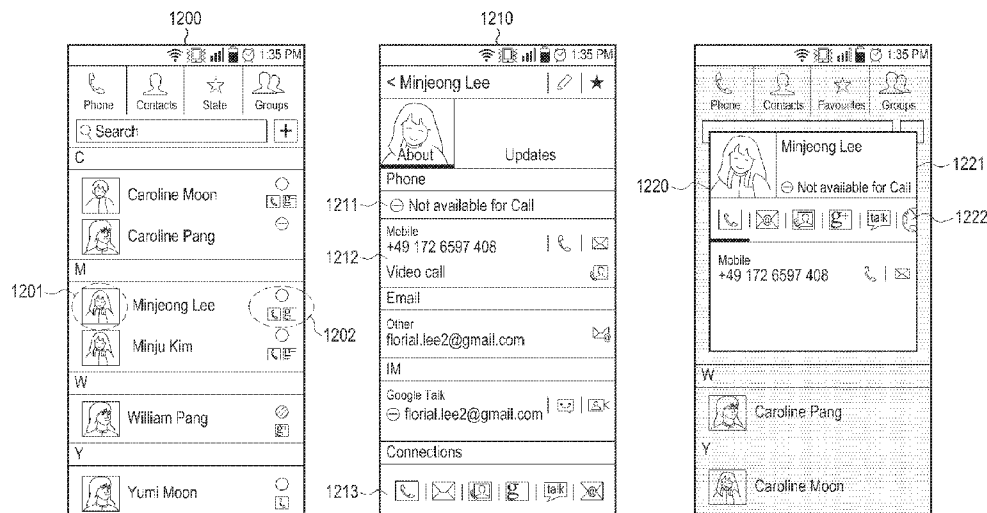 1200
1:35 PM
Phone
Contacts
State
Groups
Search
+
C
Caroline Moon
Caroline Pang
M
1201
Minjeong Lee
1202
Minju Kim
W
William Pang
g+
Y
Yumi Moon
1210
1:35 PM
< Minjeong Lee
About
Updates
Phone
1211
Not available for Call
Mobile
1212
+49 172 6597 408
Video call
Email
Other
florial.lee2@gmail.com
IM
Google Talk
florial.lee2@gmail.com
Connections
1213
g+
talk
@
1:35 PM
Phone
Contacts
Favourites
Groups
Minjeong Lee
1221
1220
Not available for Call
@
g+
talk
1222
Mobile
+49 172 6597 408
W
Caroline Pang
Y
Caroline Moon